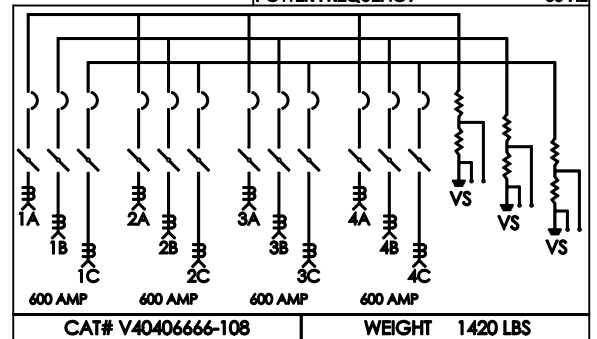 1A 2A 3A 4A VS
1B 2B 3B 4B VS
1C 2C 3C 4C VS
600 AMP 600 AMP 600 AMP 600 AMP
CAT# V40406666-108 WEIGHT 1420 LBS